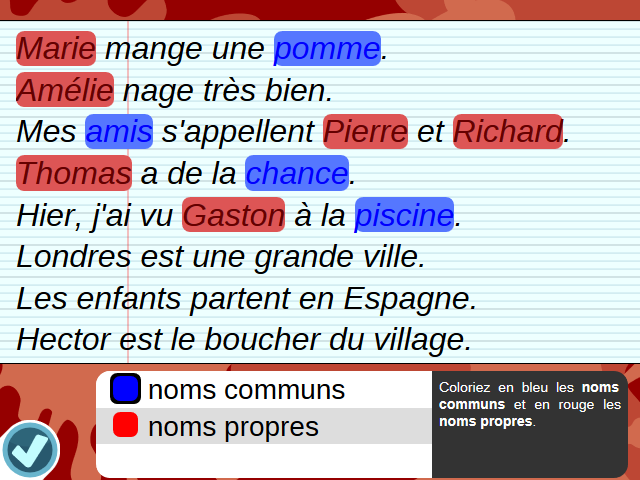 Marie mange une pomme.
Amélie nage très bien.
Mes amis s'appellent Pierre et Richard.
Thomas a de la chance.
Hier, j'ai vu Gaston à la piscine.
Londres est une grande ville.
Les enfants partent en Espagne.
Hector est le boucher du village.
noms communs
noms propres
Coloriez en bleu les noms
communs et en rouge les
noms propres.